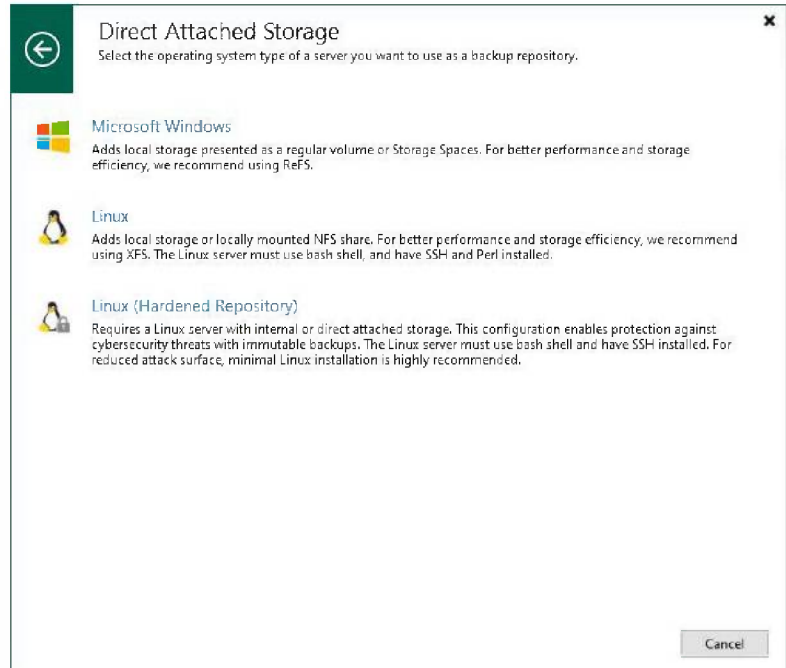 Direct Attached Storage
Select the operating system type of a server you want to use as a backup repository.
Microsoft Windows
Adds local storage presented as a regular volume or Storage Spaces. For better performance and storage
efficiency, we recommend using ReFS.
Linux
Adds local storage or locally mounted NFS share. For better performance and storage efficiency, we recommend
using XFS. The Linux server must use bash shell, and have SSH and Perl installed.
Linux (Hardened Repository)
Requires a Linux server with internal or direct attached storage. This configuration enables protection against
cybersecurity threats with immutable backups. The Linux server must use bash shell and have SSH installed. For
reduced attack surface, minimal Linux installation is highly recommended.
Cancel